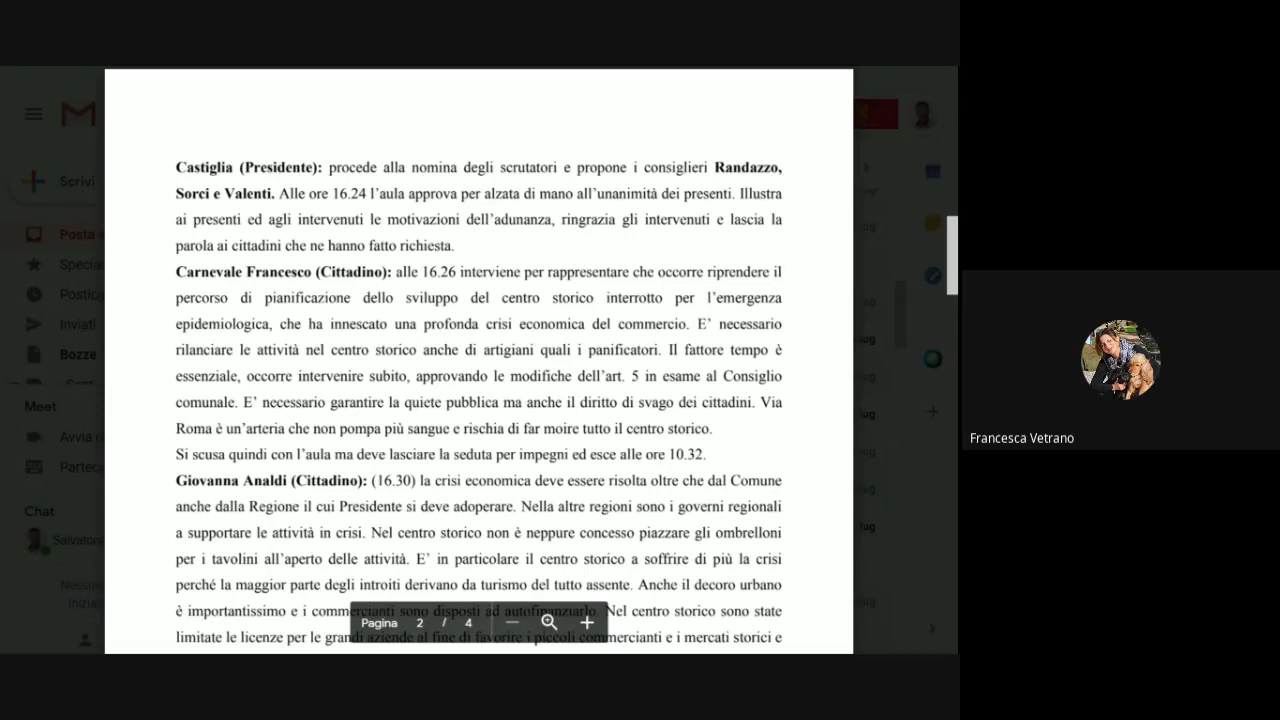 Castiglia (Presidente): procede alla nomina degli scrutatori e propone i consiglieri Randazzo,
Sorci e Valenti. Alle ore 16.24 l'aula approva per alzata di mano all'unanimità dei presenti. Illustra
ai presenti ed agli intervenuti le motivazioni dell'adunanza, ringrazia gli intervenuti e lascia la
parola ai cittadini che ne hanno fatto richiesta.
Carnevale Francesco (Cittadino): alle 16.26 interviene per rappresentare che occorre riprendere il
percorso di pianificazione dello sviluppo del centro storico interrotto per l'emergenza
epidemiologica, che ha innescato una profonda crisi economica del commercio. E' necessario
rilanciare le attività nel centro storico anche di artigiani quali i panificatori. Il fattore tempo è
essenziale, occorre intervenire subito, approvando le modifiche dell'art. 5 in esame al Consiglio
comunale. E' necessario garantire la quiete pubblica ma anche il diritto di svago dei cittadini. Via
Roma è un'arteria che non pompa più sangue e rischia di far moire tutto il centro storico.
Si scusa quindi con l'aula ma deve lasciare la seduta per impegni ed esce alle ore 10.32.
Giovanna Analdi (Cittadino): (16.30) la crisi economica deve essere risolta oltre che dal Comune
anche dalla Regione il cui Presidente si deve adoperare. Nella altre regioni sono i governi regionali
a supportare le attività in crisi. Nel centro storico non è neppure concesso piazzare gli ombrelloni
per i tavolini all'aperto delle attività. E' in particolare il centro storico a soffrire di più la crisi
perché la maggior parte degli introiti derivano da turismo del tutto assente. Anche il decoro urbano
è importantissimo e i commercianti sono disposti ad autofinanziarlo. Nel centro storico sono state
limitate le licenze per le grandi aziende al fine di favorire i piccoli commercianti e i mercati storici e
Pagina 2 / 4
Scrivi
Posta
Specia
Postic
Inviati
Bozze
Meet
Avvia
Partec
Chat
Salvator
Nessun
inizia
lug
lug
lug
Francesca Vetrano